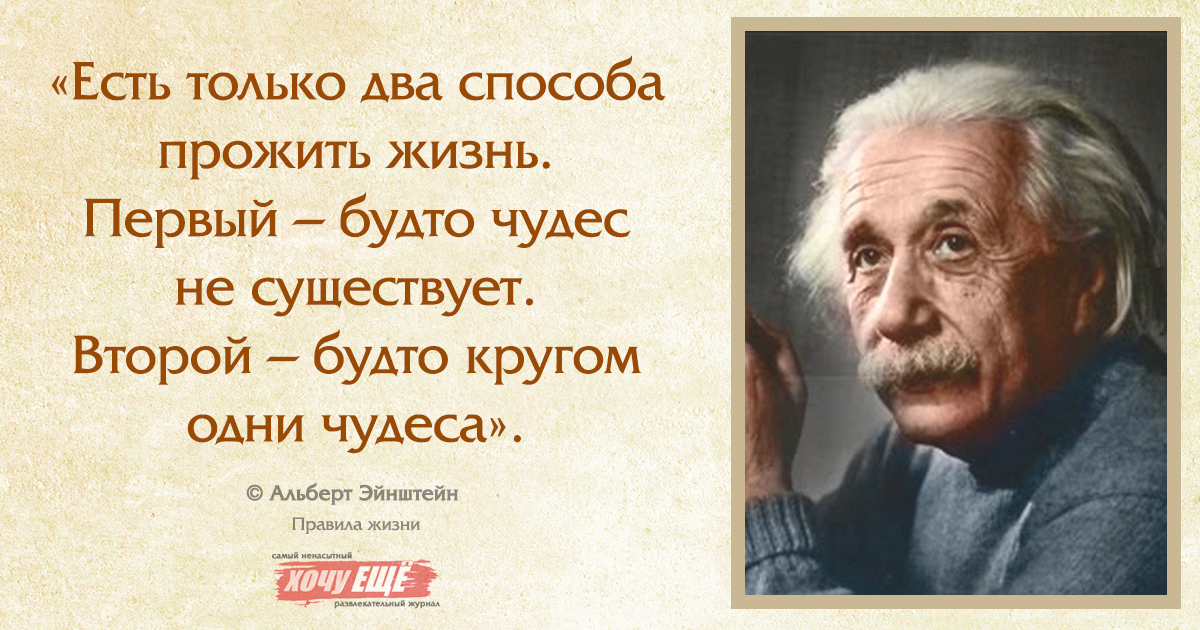 «Есть только два способа
прожить жизнь.
Первый – будто чудес
не существует.
Второй – будто кругом
одни чудеса».
© Альберт Эйнштейн
Правила жизни
самый ненасытный
хочу ЕЩЁ
развлекательный журнал